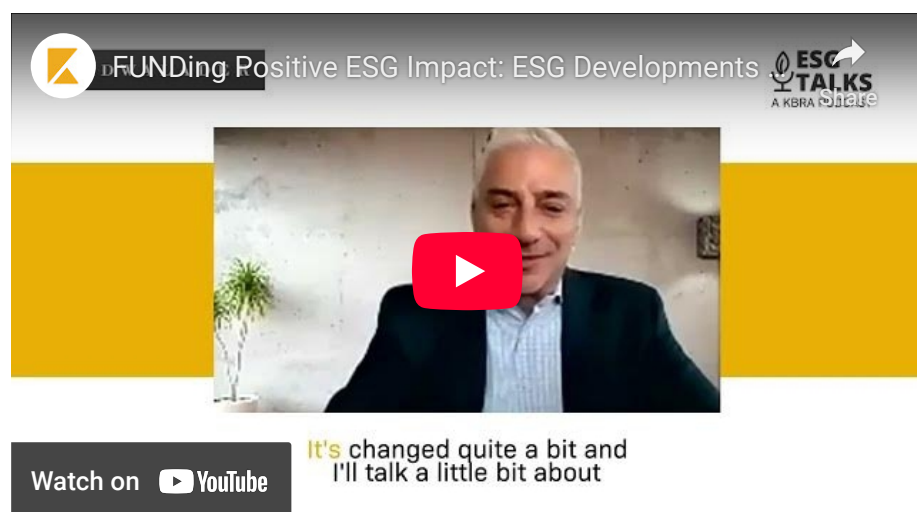 FUNDing Positive ESG Impact: ESG Developments ...
ESG
TALKS
A KBRA PODCAST
Share
It's changed quite a bit and
I'll talk a little bit about
Watch on YouTube